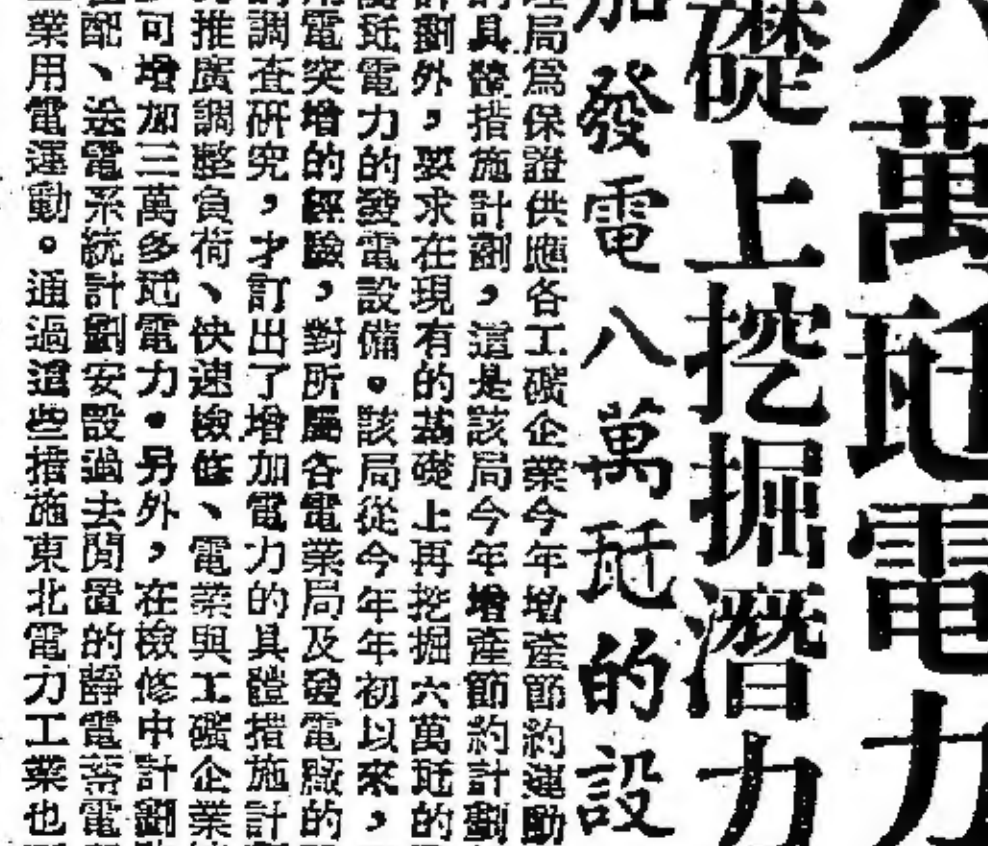 萬瓩電力
礎上挖掘潛力
加發電八萬瓩的設
局爲保證供應各工礦企業今年增產節約運動
的具體措施計劃，這是該局今年增產節約計劃
劃外，要求在現有的基礎上再挖掘六萬瓩的
瓩電力的發電設備。該局從今年年初以來，
電突增的經驗，對所屬各電業局及發電廠的
調查研究，才訂出了增加電力的具體措施計
推廣調整負荷、快速檢修、電業與工礦企業
可增加三萬多瓩電力。另外，在檢修中計劃
配、送電系統計劃安設過去閒置的靜電蓄電
業用電運動。通過這些措施東北電力工業也